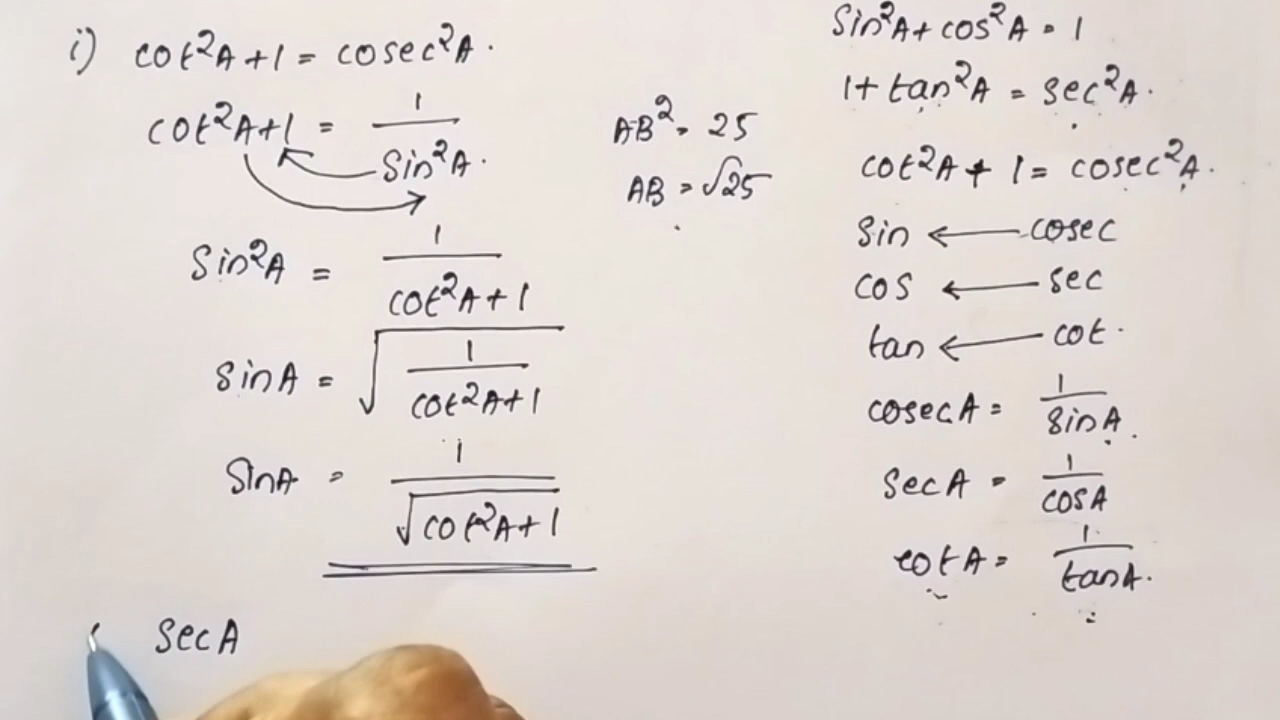 i) cot²A+1 = cosec²A.
cot²A+1 = 1/Sin²A.
Sin²A = 1/cot²A+1
sinA = √1/cot²A+1
SinA = 1/√cot²A+1
secA
AB² = 25
AB = √25
Sin²A+cos²A = 1
1+tan²A = sec²A.
cot²A+1 = cosec²A.
sin ← cosec
cos ← sec
tan ← cot.
cosecA = 1/sinA.
secA = 1/cosA
cotA = 1/tanA.